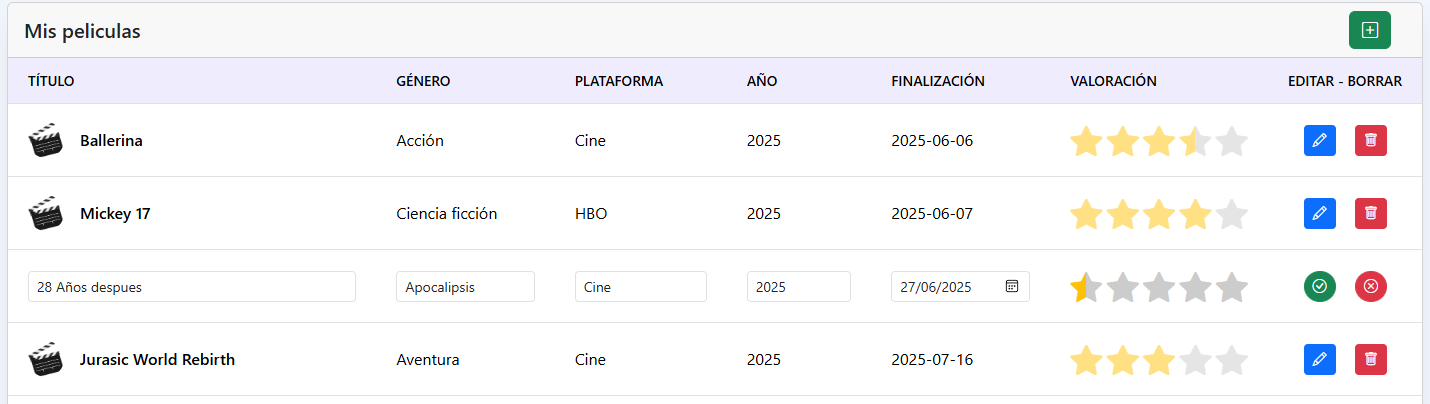 Mis peliculas
TÍTULO GÉNERO PLATAFORMA AÑO FINALIZACIÓN VALORACIÓN EDITAR - BORRAR
Ballerina Acción Cine 2025 2025-06-06
Mickey 17 Ciencia ficción HBO 2025 2025-06-07
28 Años despues Apocalipsis Cine 2025 27/06/2025
Jurasic World Rebirth Aventura Cine 2025 2025-07-16